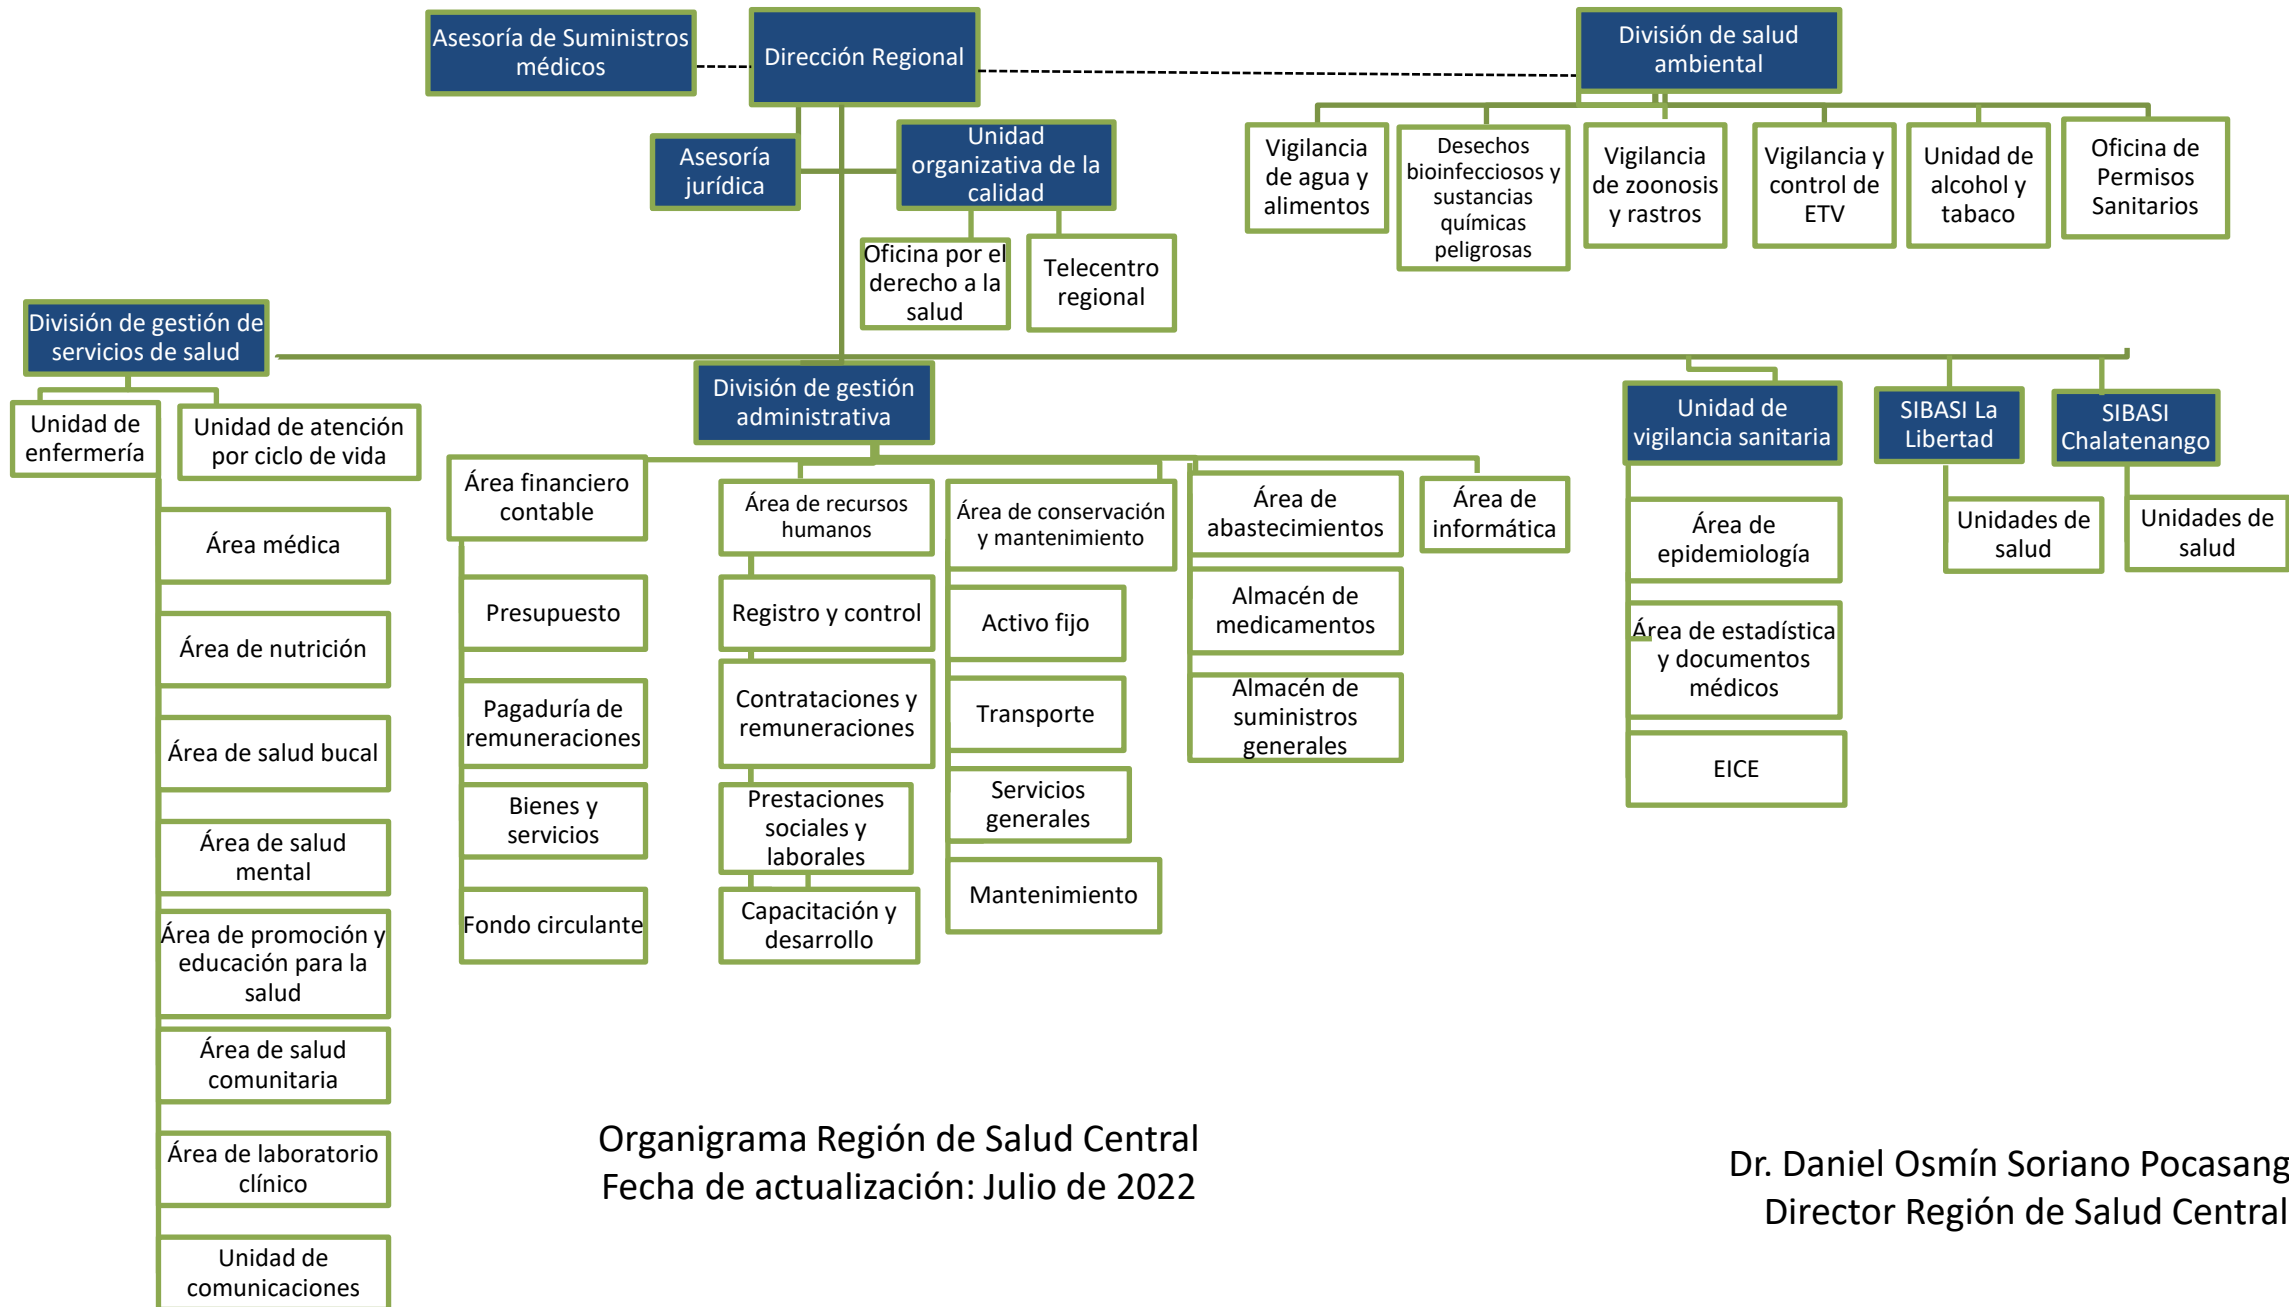 Asesoría de Suministros
médicos
Dirección Regional
División de salud
ambiental
Asesoría
jurídica
Unidad
organizativa de la
calidad
Oficina por el
derecho a la
salud
Telecentro
regional
Vigilancia
de agua y
alimentos
Desechos
bioinfecciosos y
sustancias
químicas
peligrosas
Vigilancia
de zoonosis
y rastros
Vigilancia y
control de
ETV
Unidad de
alcohol y
tabaco
Oficina de
Permisos
Sanitarios
División de gestión de
servicios de salud
Unidad de
enfermería
Unidad de atención
por ciclo de vida
Área médica
Área de nutrición
Área de salud bucal
Área de salud
mental
Área de promoción y
educación para la
salud
Área de salud
comunitaria
Área de laboratorio
clínico
Unidad de
comunicaciones
División de gestión
administrativa
Área financiero
contable
Presupuesto
Pagaduría de
remuneraciones
Bienes y
servicios
Fondo circulante
Área de recursos
humanos
Registro y control
Contrataciones y
remuneraciones
Prestaciones
sociales y
laborales
Capacitación y
desarrollo
Área de conservación
y mantenimiento
Activo fijo
Transporte
Servicios
generales
Mantenimiento
Área de
abastecimientos
Almacén de
medicamentos
Almacén de
suministros
generales
Área de
informática
Unidad de
vigilancia sanitaria
Área de
epidemiología
Área de estadística
y documentos
médicos
EICE
SIBASI La
Libertad
Unidades de
salud
SIBASI
Chalatenango
Unidades de
salud
Organigrama Región de Salud Central
Fecha de actualización: Julio de 2022
Dr. Daniel Osmín Soriano Pocasang
Director Región de Salud Central